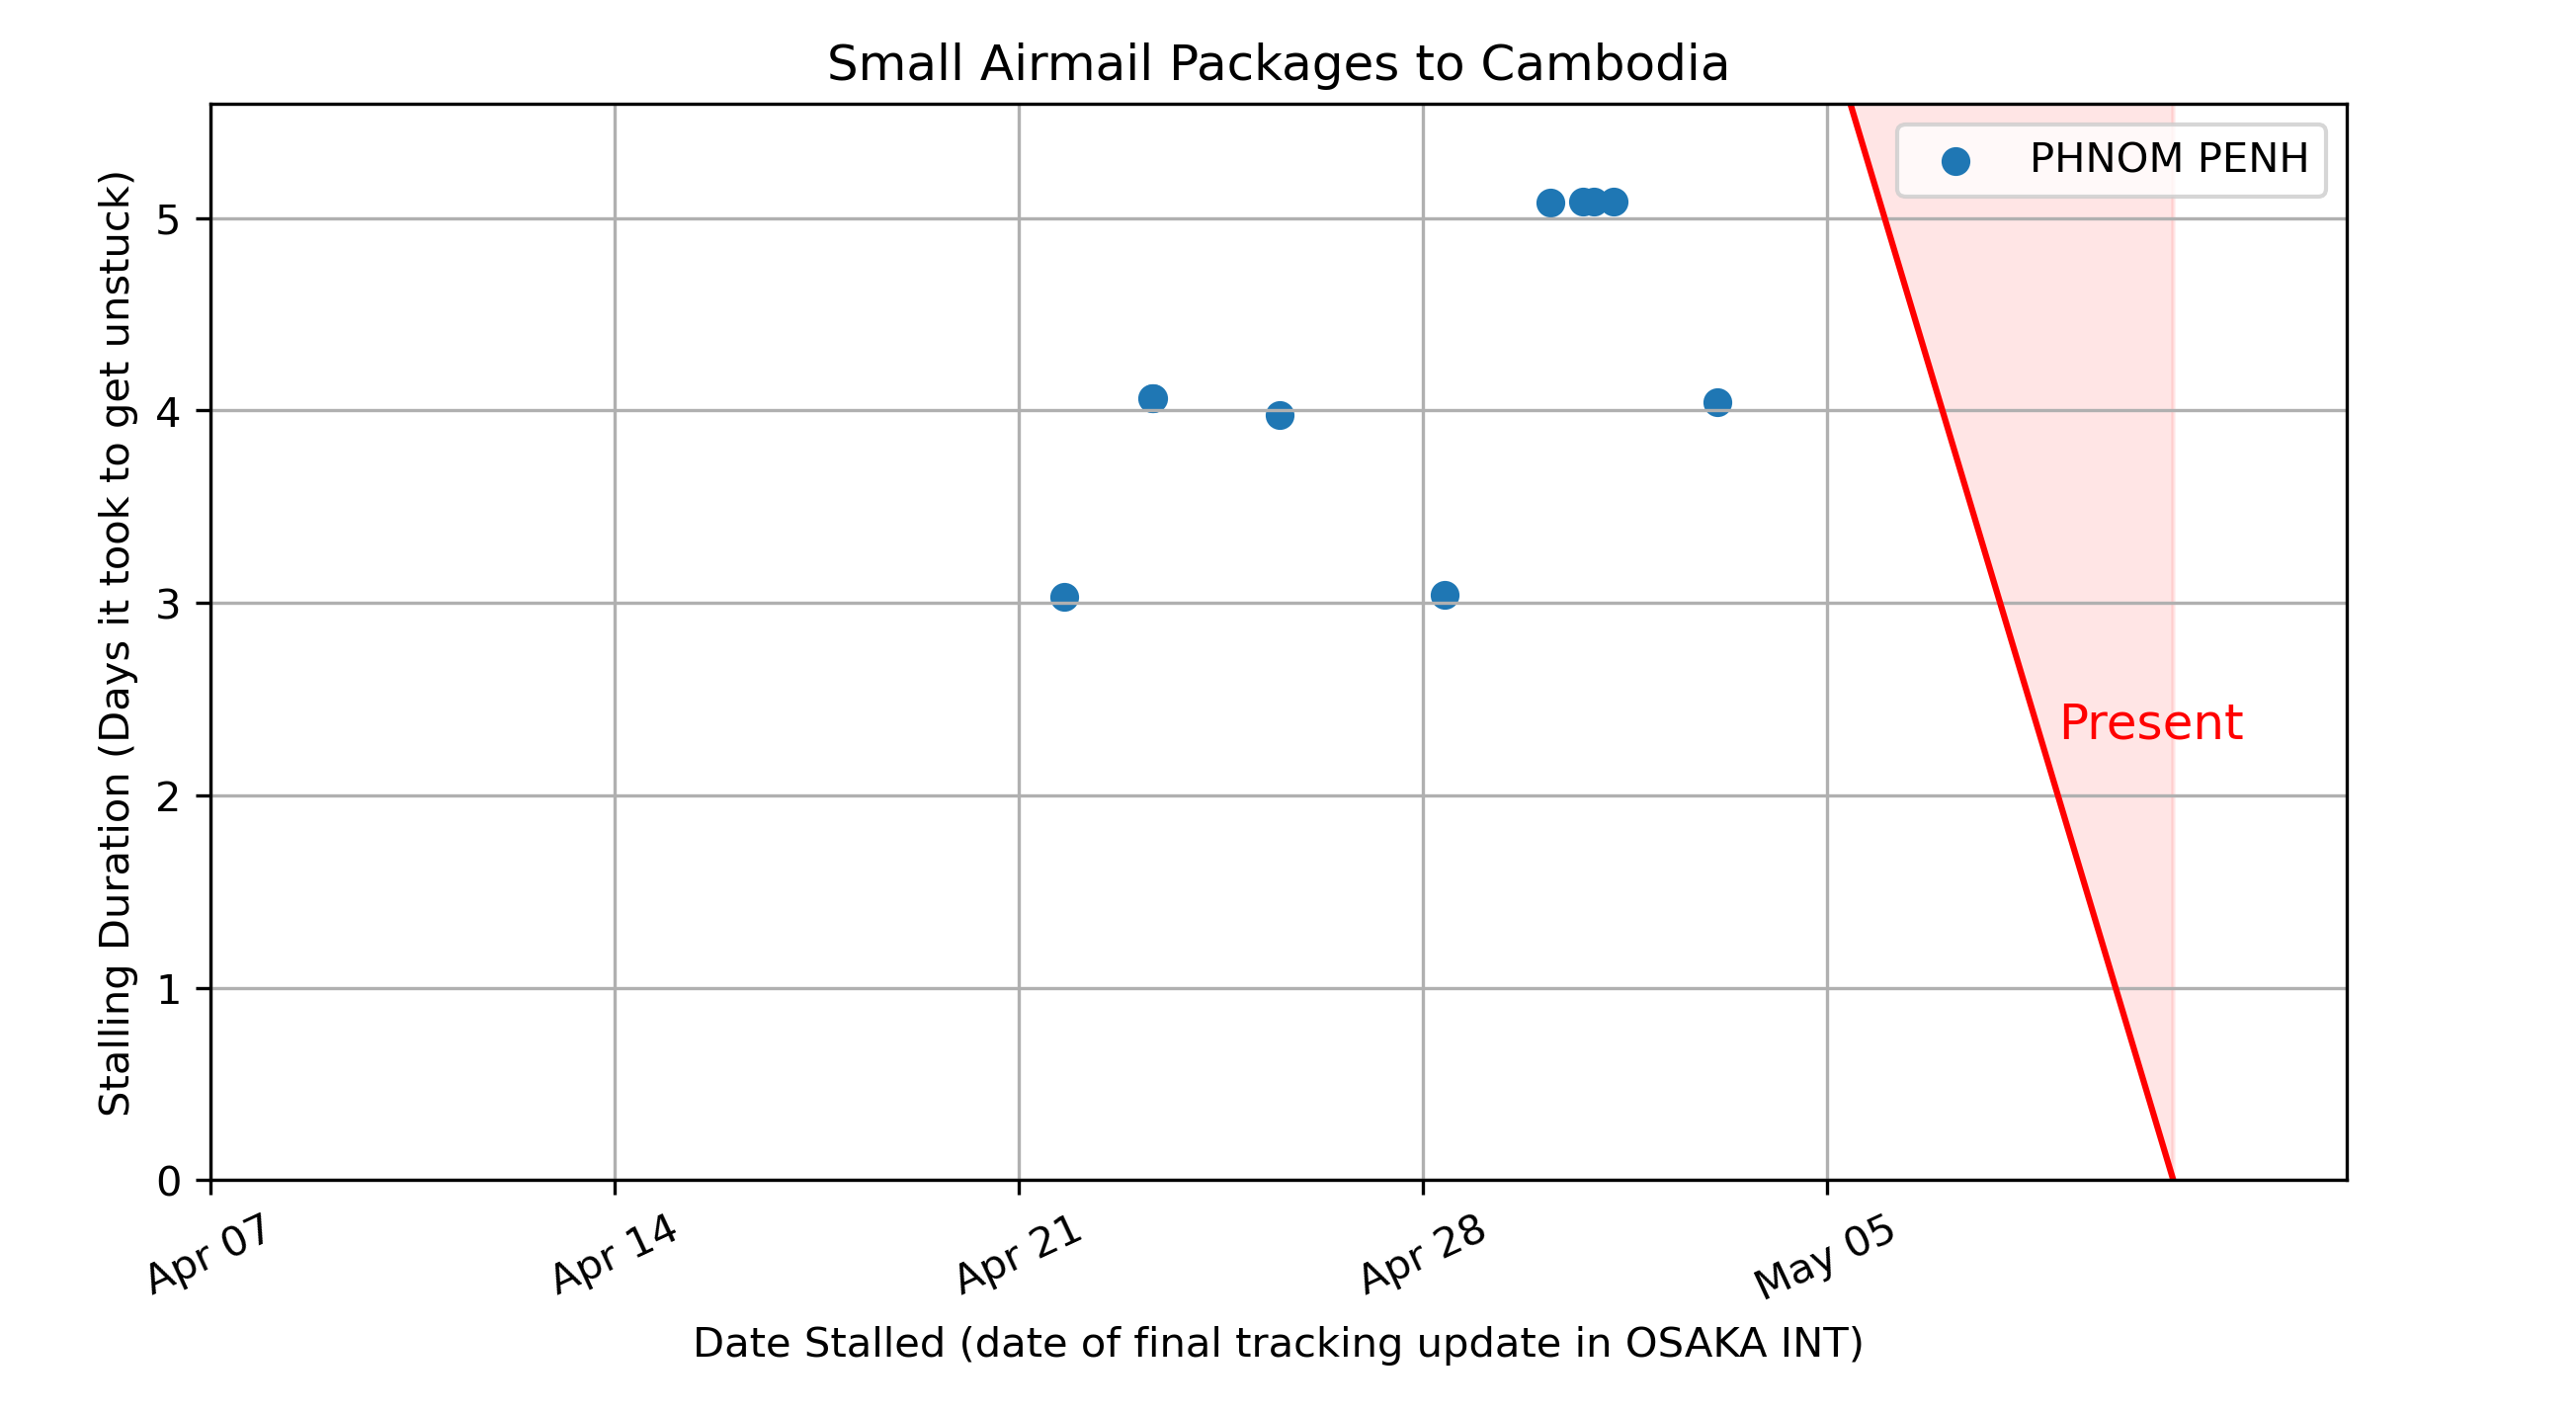 Small Airmail Packages to Cambodia
PHNOM PENH
Stalling Duration (Days it took to get unstuck)
5
4
3
2
1
0
Present
Apr 07
Apr 14
Apr 21
Apr 28
May 05
Date Stalled (date of final tracking update in OSAKA INT)